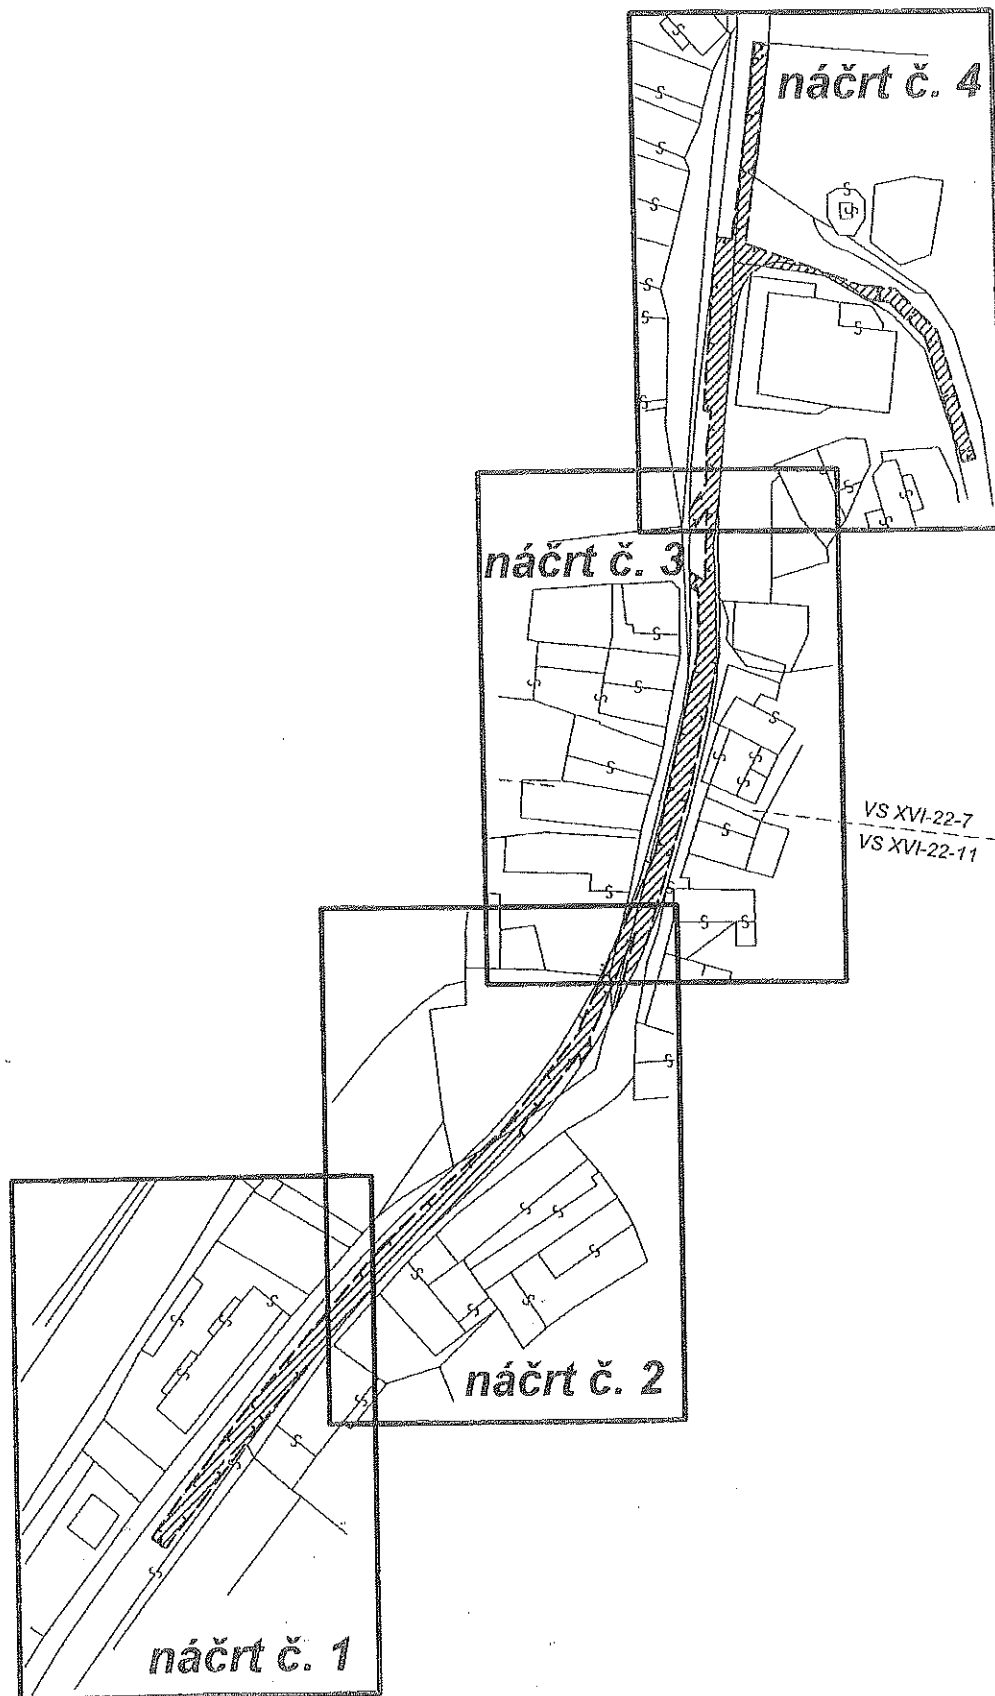 náčrt č. 4
náčrt č. 3
VS XVI-22-7
VS XVI-22-11
náčrt č. 2
náčrt č. 1